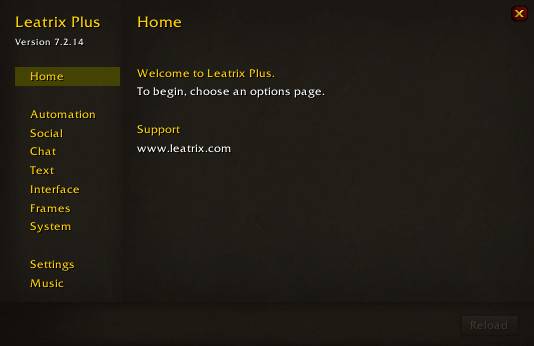 Leatrix Plus
Version 7.2.14
Home
Automation
Social
Chat
Text
Interface
Frames
System
Settings
Music
Home
Welcome to Leatrix Plus.
To begin, choose an options page.
Support
www.leatrix.com
Reload